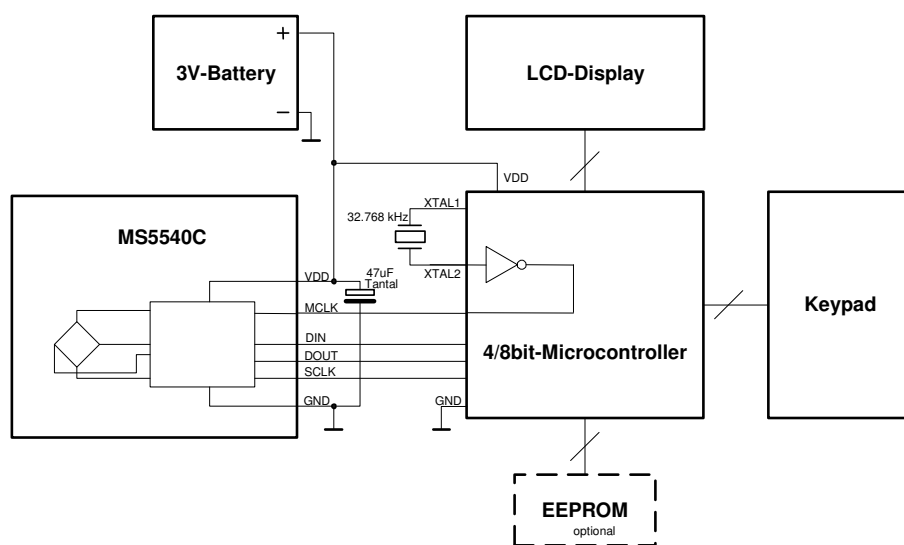 +
3V-Battery
−
LCD-Display
VDD
XTAL1
32.768 kHz
XTAL2
MS5540C
VDD
47uF
Tantal
MCLK
DIN
DOUT
SCLK
GND
GND
4/8bit-Microcontroller
Keypad
EEPROM
optional